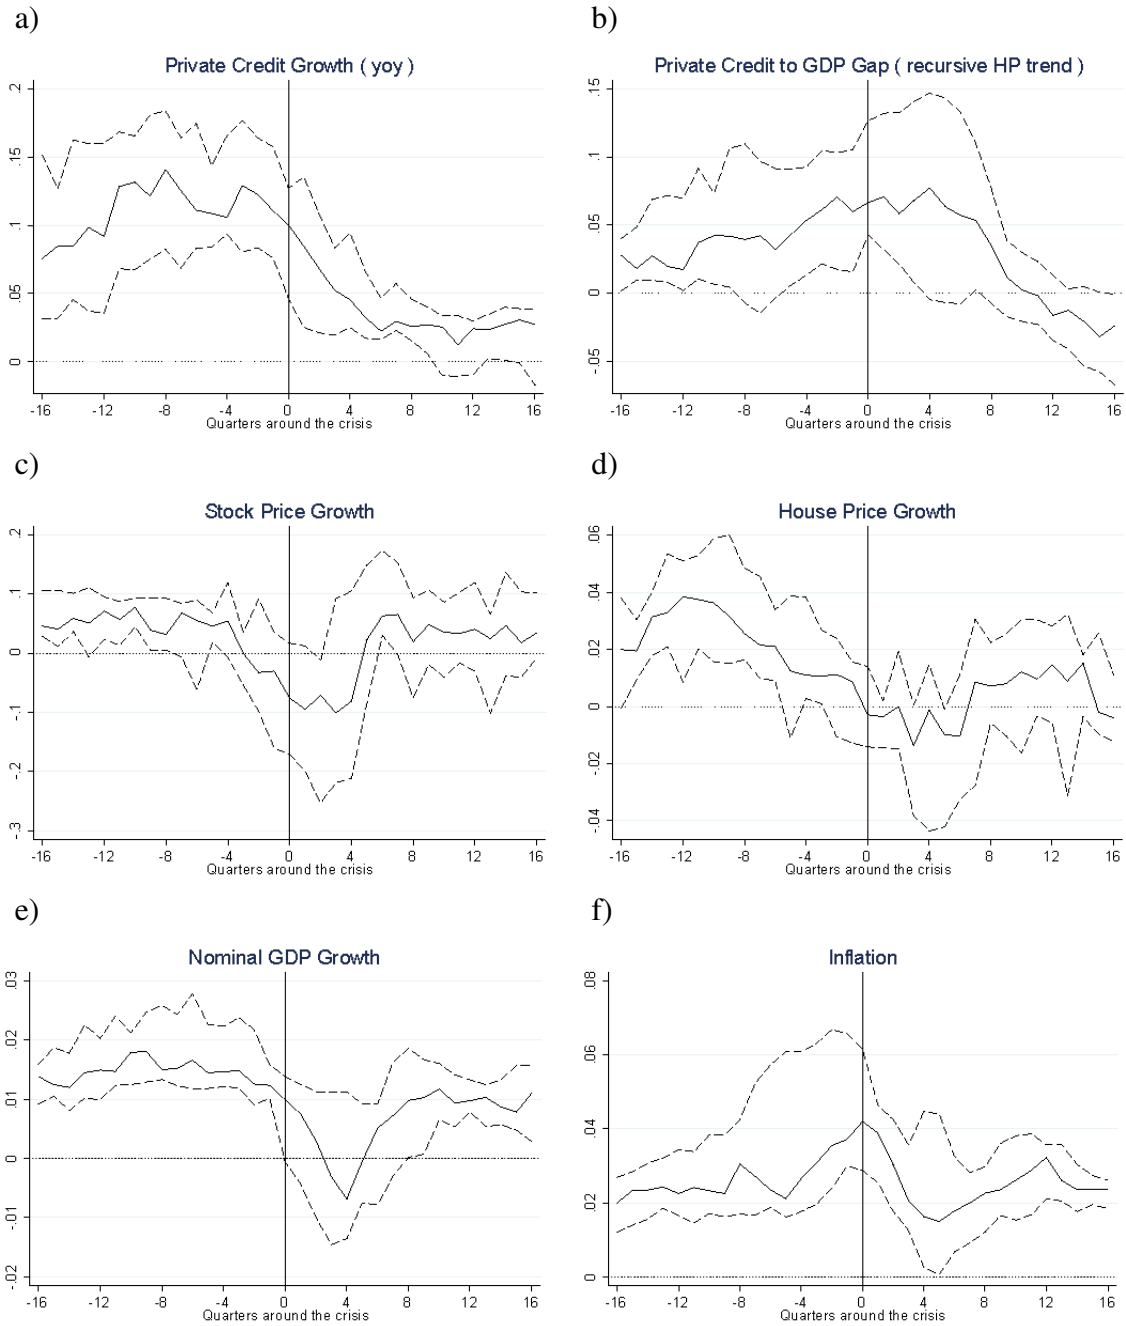 a)
Private Credit Growth ( yoy )
.2
.15
.1
.05
0
-16 -12 -8 -4 0 4 8 12 16
Quarters around the crisis
b)
Private Credit to GDP Gap ( recursive HP trend )
.15
.1
.05
0
-.05
-16 -12 -8 -4 0 4 8 12 16
Quarters around the crisis
c)
Stock Price Growth
.2
.1
0
-.1
-.2
-.3
-16 -12 -8 -4 0 4 8 12 16
Quarters around the crisis
d)
House Price Growth
.06
.04
.02
0
-.02
-.04
-16 -12 -8 -4 0 4 8 12 16
Quarters around the crisis
e)
Nominal GDP Growth
.03
.02
.01
0
-.01
-.02
-16 -12 -8 -4 0 4 8 12 16
Quarters around the crisis
f)
Inflation
.08
.06
.04
.02
0
-16 -12 -8 -4 0 4 8 12 16
Quarters around the crisis